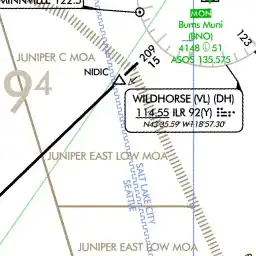 MINNVILLE 122.5
MON
Burns Muni
(BNO)
4148 51
ASOS 135.575
JUNIPER C MOA
NIDIC
209
15
94
WILDHORSE (VL) (DH)
114.55 ILR 92(Y)
N43°35.59' W118°57.30'
JUNIPER EAST LOW MOA
SALT LAKE CITY
SEATTLE
JUNIPER EAST LOW MOA